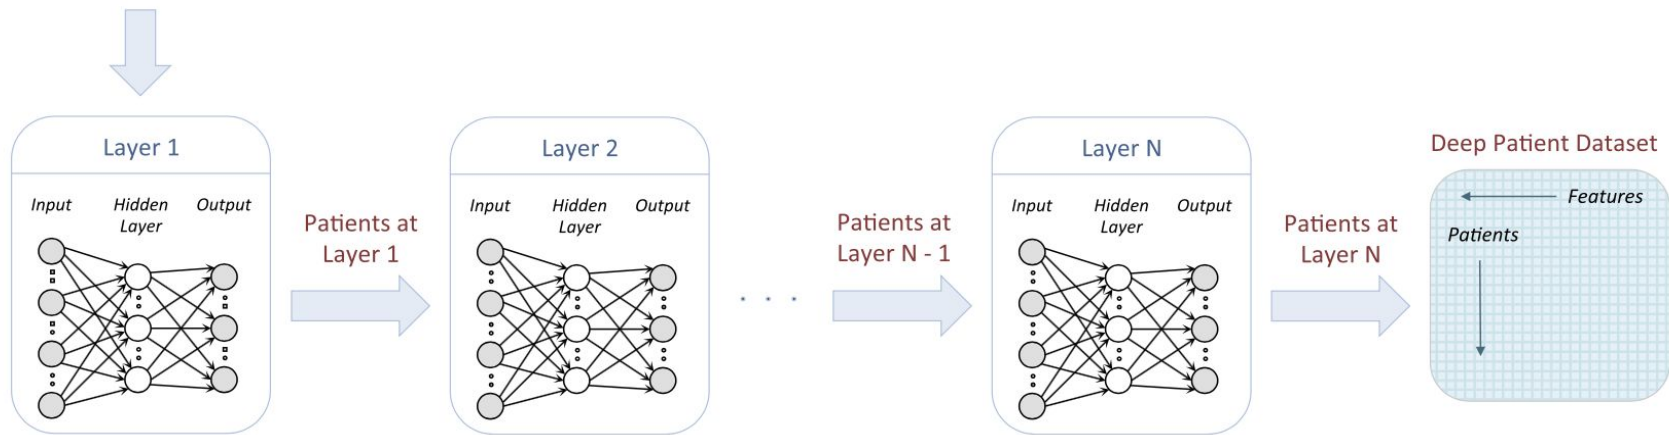 Layer 1
Input
Hidden
Layer
Output
Patients at
Layer 1
Layer 2
Input
Hidden
Layer
Output
. . .
Patients at
Layer N - 1
Layer N
Input
Hidden
Layer
Output
Patients at
Layer N
Deep Patient Dataset
Features
Patients